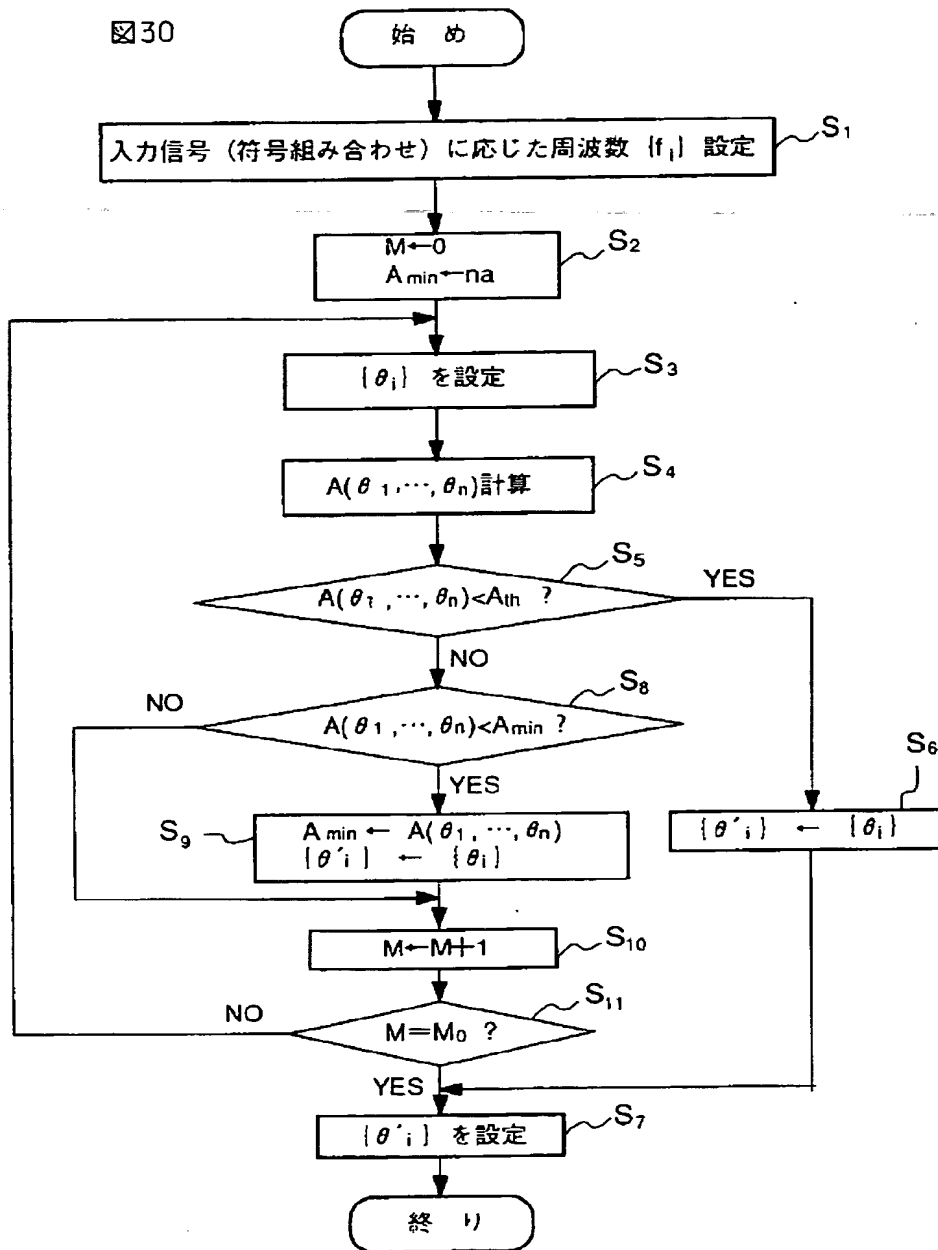 図30
始 め
入力信号（符号組み合わせ）に応じた周波数 {fi} 設定
S1
M←0
Amin←na
S2
{θi} を設定
S3
A(θ1,…,θn)計算
S4
A(θ1,…,θn)<Ath ?
S5
YES
NO
A(θ1,…,θn)<Amin ?
S8
NO
YES
S6
{θ'i} ← {θi}
S9
Amin ← A(θ1,…,θn)
{θ'i} ← {θi}
M←M+1
S10
NO
M=M0 ?
S11
YES
{θ'i} を設定
S7
終 り